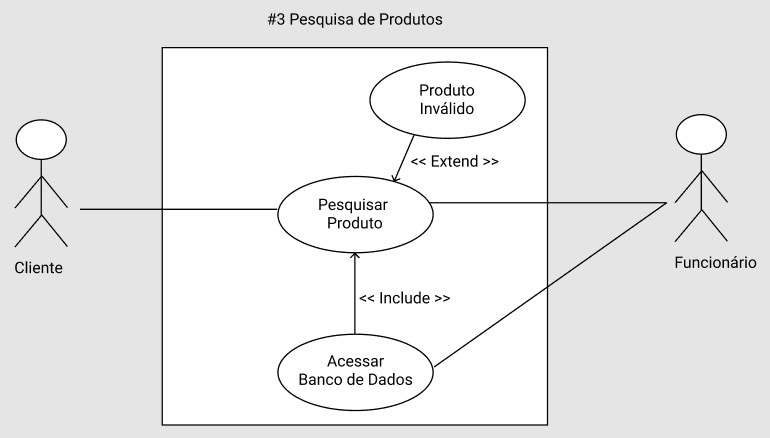 #3 Pesquisa de Produtos
Produto
Inválido
<< Extend >>
Pesquisar
Produto
Cliente
Funcionário
<< Include >>
Acessar
Banco de Dados